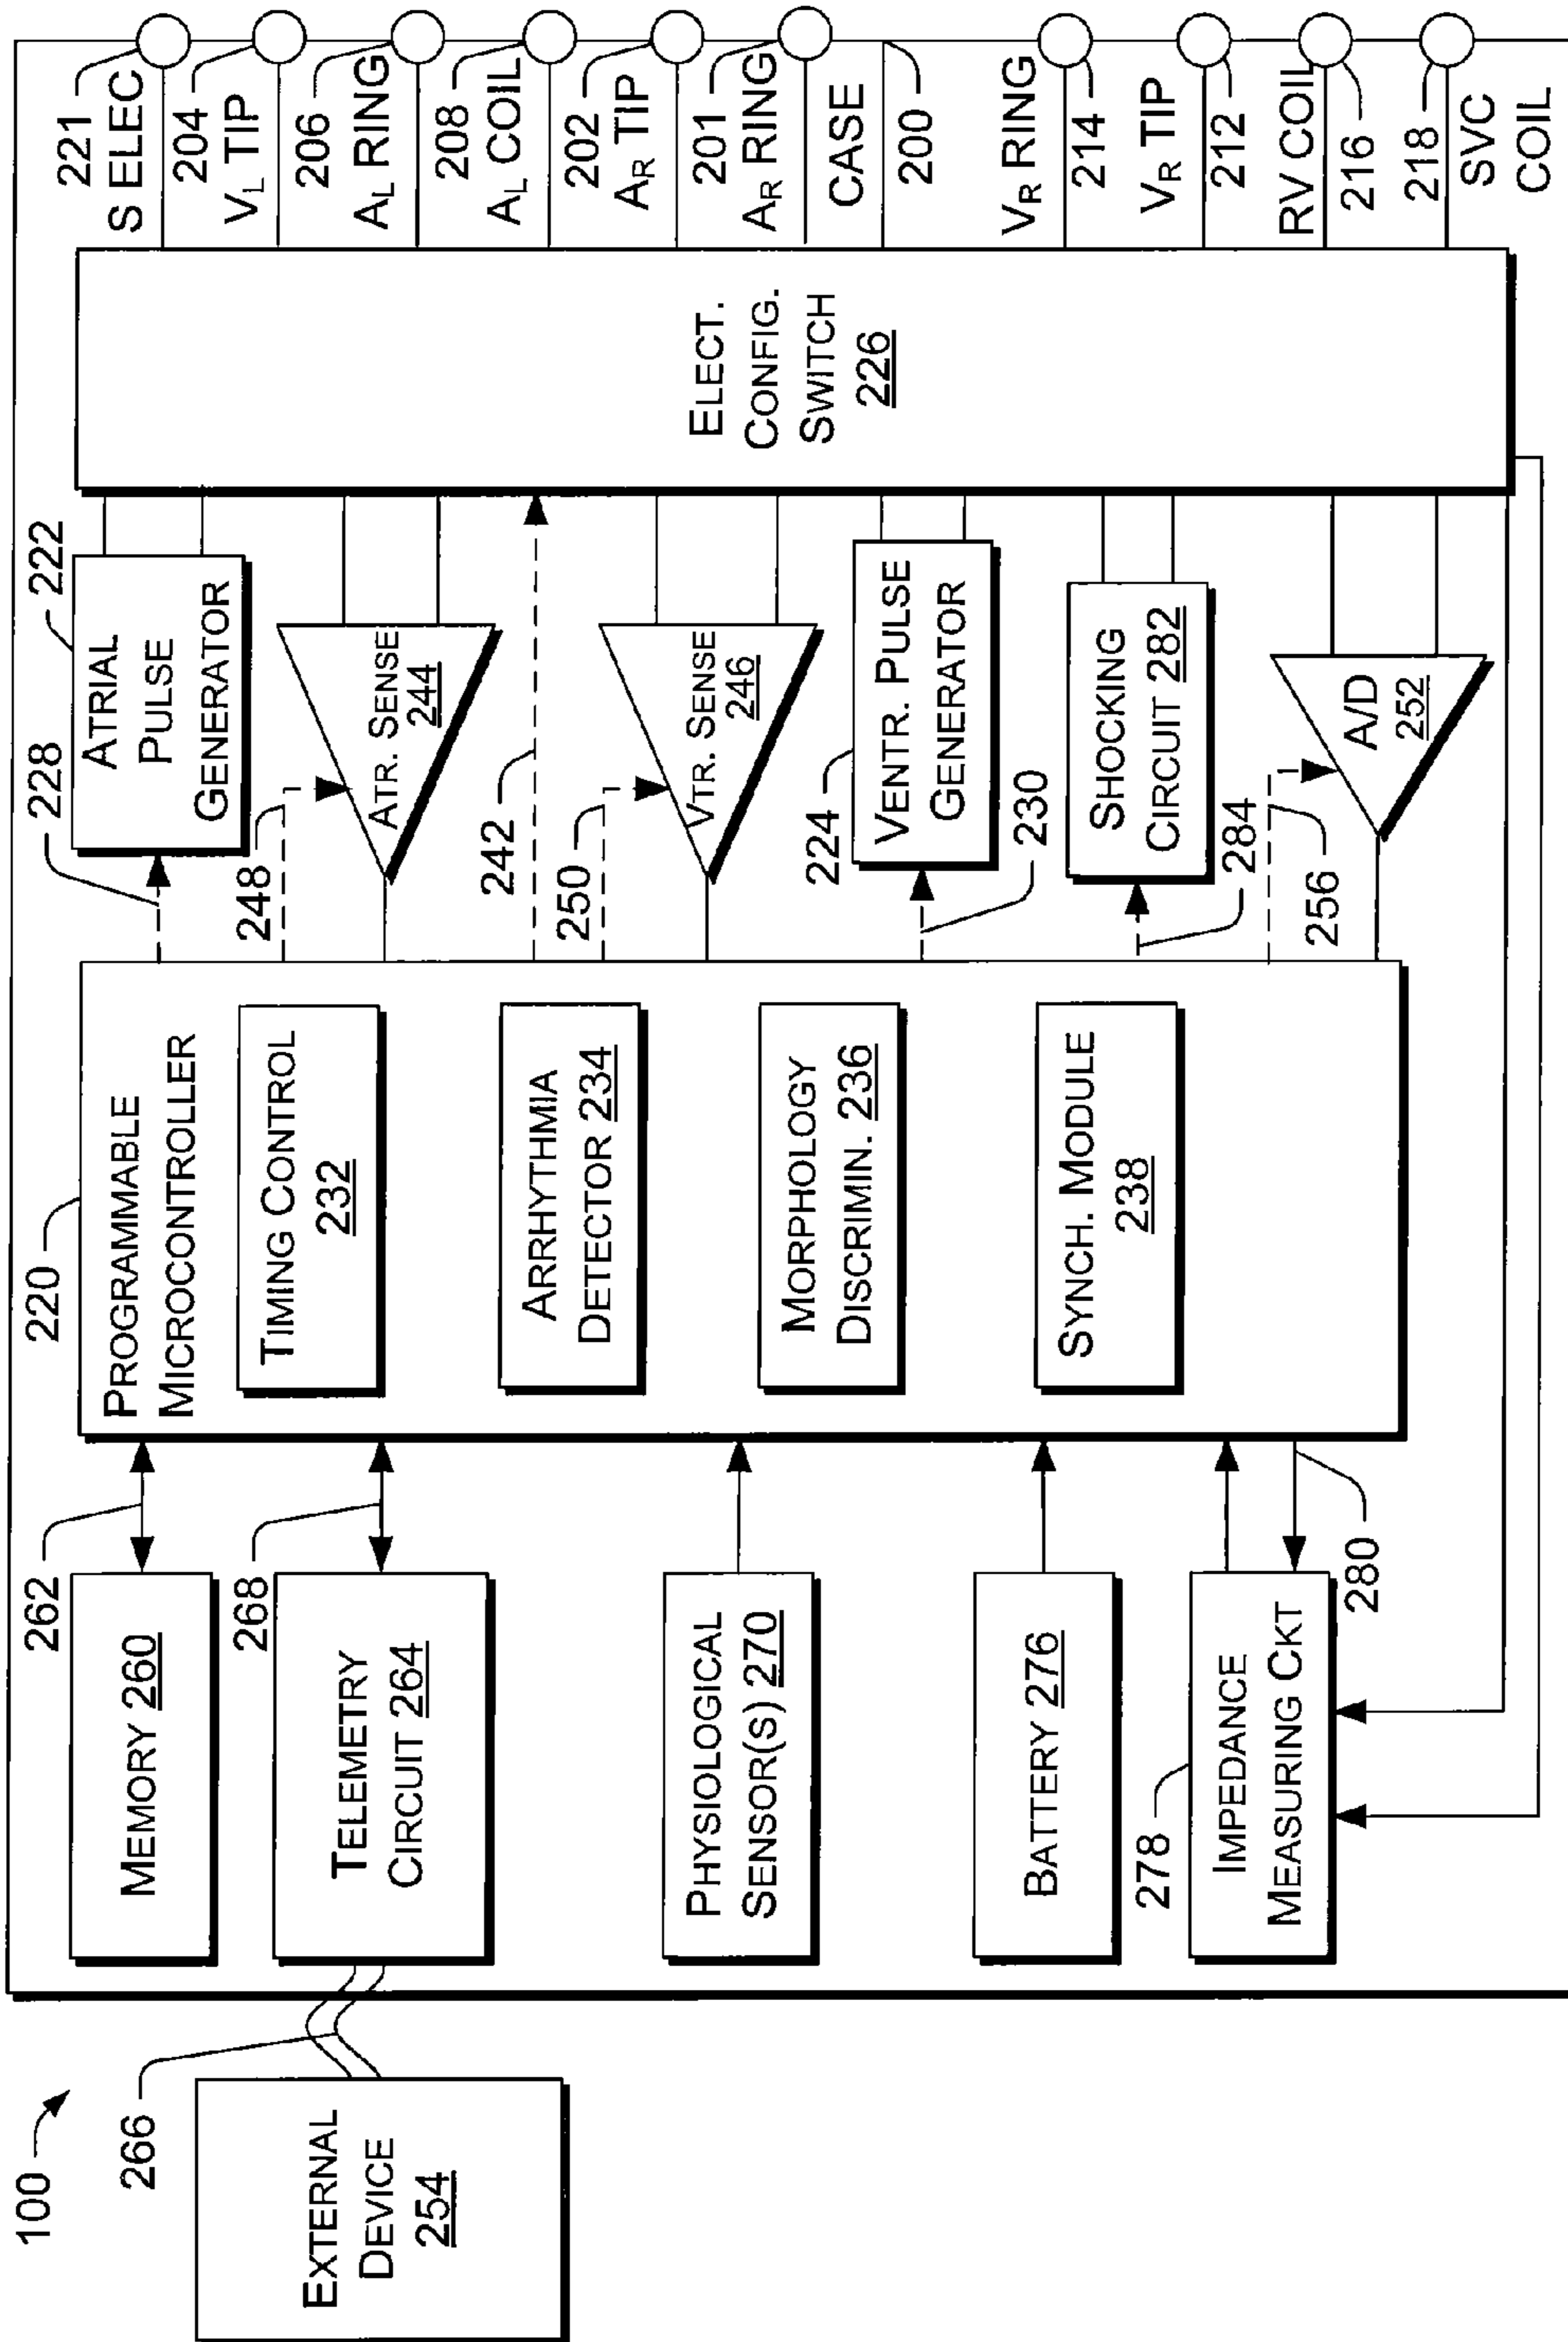 100
EXTERNAL
DEVICE
254
266
262
MEMORY 260
268
TELEMETRY
CIRCUIT 264
PHYSIOLOGICAL
SENSOR(S) 270
BATTERY 276
278
IMPEDANCE
MEASURING CKT
280
220
PROGRAMMABLE
MICROCONTROLLER
TIMING CONTROL
232
ARRHYTHMIA
DETECTOR 234
MORPHOLOGY
DISCRIMIN. 236
SYNCH. MODULE
238
228
222
ATRIAL
PULSE
GENERATOR
248
ATR. SENSE
244
242
250
VTR. SENSE
246
224
VENTR. PULSE
GENERATOR
230
SHOCKING
CIRCUIT 282
284
256
A/D
252
ELECT.
CONFIG.
SWITCH
226
221
S ELEC
204
VL TIP
206
AL RING
208
AL COIL
202
AR TIP
201
AR RING
CASE
200
VR RING
214
VR TIP
212
RV COIL
216
218
SVC
COIL